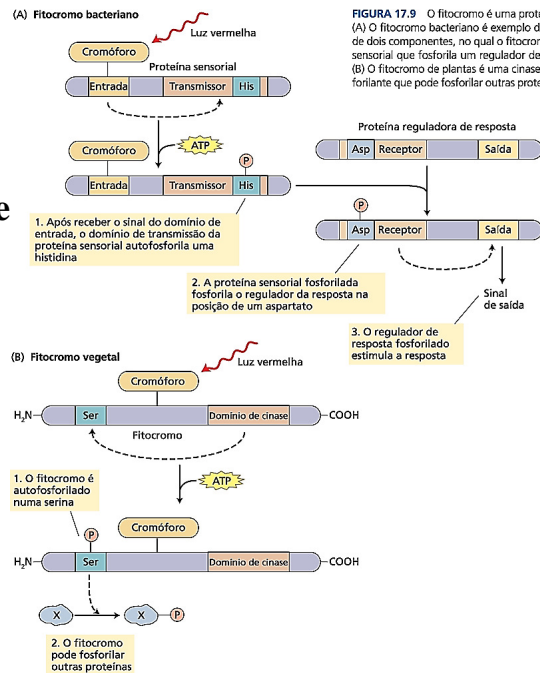 (A) Fitocromo bacteriano
Luz vermelha
Cromóforo
Proteína sensorial
Entrada
Transmissor
His
ATP
Cromóforo
P
Entrada
Transmissor
His
1. Após receber o sinal do domínio de
entrada, o domínio de transmissão da
proteína sensorial autofosforila uma
histidina
FIGURA 17.9 O fitocromo é uma prote
(A) O fitocromo bacteriano é exemplo d
de dois componentes, no qual o fitocron
sensorial que fosforila um regulador de
(B) O fitocromo de plantas é uma cinase
forilante que pode fosforilar outras prote
Proteína reguladora de resposta
Asp
Receptor
Saída
P
Asp
Receptor
Saída
2. A proteína sensorial fosforilada
fosforila o regulador da resposta na
posição de um aspartato
Sinal
de saída
3. O regulador de
resposta fosforilado
estimula a resposta
e
(B) Fitocromo vegetal
Luz vermelha
Cromóforo
H₂N
Ser
Domínio de cinase
COOH
Fitocromo
ATP
1. O fitocromo é
autofosforilado
numa serina
P
Cromóforo
H₂N
Ser
Domínio de cinase
COOH
X
X
P
2. O fitocromo
pode fosforilar
outras proteínas